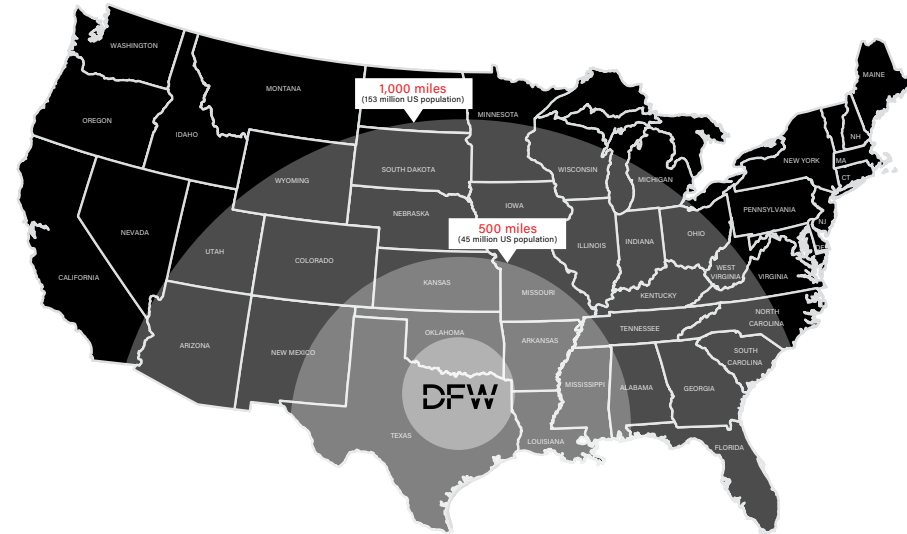 WASHINGTON
MAINE
MONTANA
1,000 miles
(153 million US population)
MINNESOTA
OREGON
IDAHO
NH
NEW YORK
MA
SOUTH DAKOTA
WISCONSIN
MICHIGAN
CT
WYOMING
NEBRASKA
IOWA
PENNSYLVANIA
NJ
NEVADA
500 miles
(45 million US population)
OHIO
UTAH
COLORADO
ILLINOIS
INDIANA
DE
CALIFORNIA
KANSAS
MISSOURI
WEST
VIRGINIA
VIRGINIA
KENTUCKY
NORTH
CAROLINA
OKLAHOMA
ARKANSAS
TENNESSEE
ARIZONA
NEW MEXICO
SOUTH
CAROLINA
DFW
MISSISSIPPI
ALABAMA
GEORGIA
TEXAS
LOUISIANA
FLORIDA